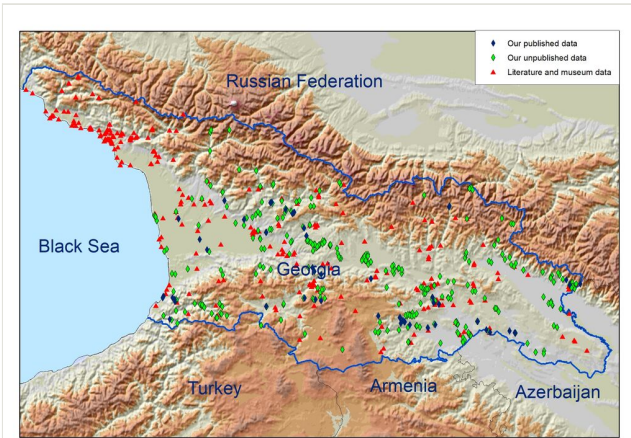 Our published data
Our unpublished data
Literature and museum data
Russian Federation
Black Sea
Georgia
Turkey
Armenia
Azerbaijan